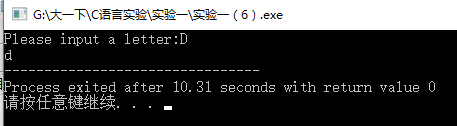 G:\大一下\C语言实验\实验一\实验一（6）.exe
Please input a letter:D
d
--------------------------------
Process exited after 10.31 seconds with return value 0
请按任意键继续. . .